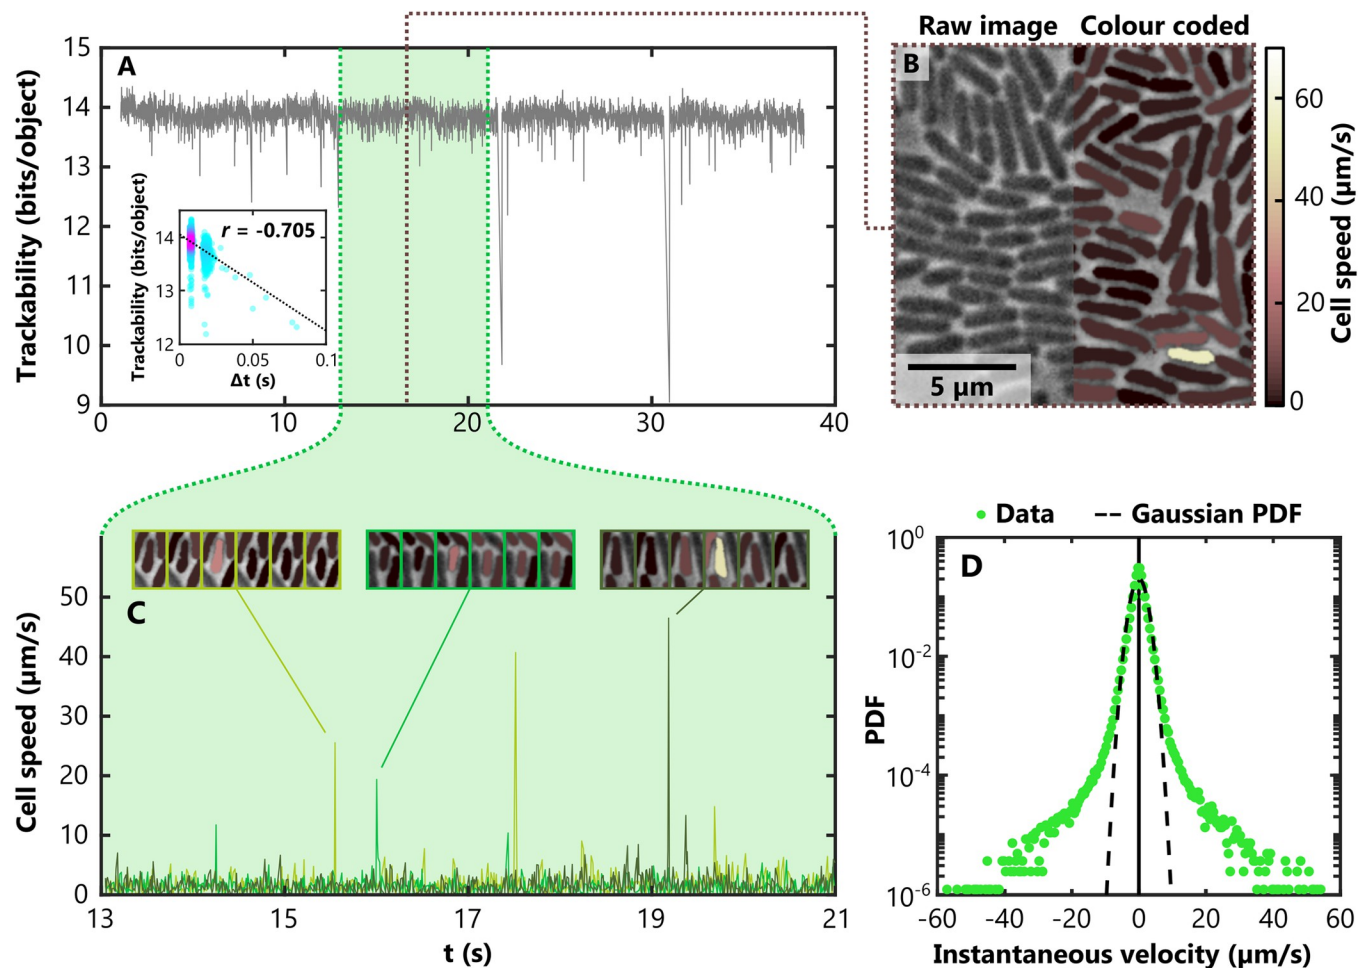 Raw image
Colour coded
A
Trackability (bits/object)
15
14
13
12
11
10
9
0
10
20
30
40
Trackability (bits/object)
r = -0.705
14
13
12
0
0.05
0.1
Δt (s)
B
5 μm
60
40
20
0
Cell speed (μm/s)
C
Cell speed (μm/s)
50
40
30
20
10
0
13
15
17
19
21
t (s)
Data
Gaussian PDF
D
PDF
10^0
10^-2
10^-4
10^-6
-60
-40
-20
0
20
40
60
Instantaneous velocity (μm/s)